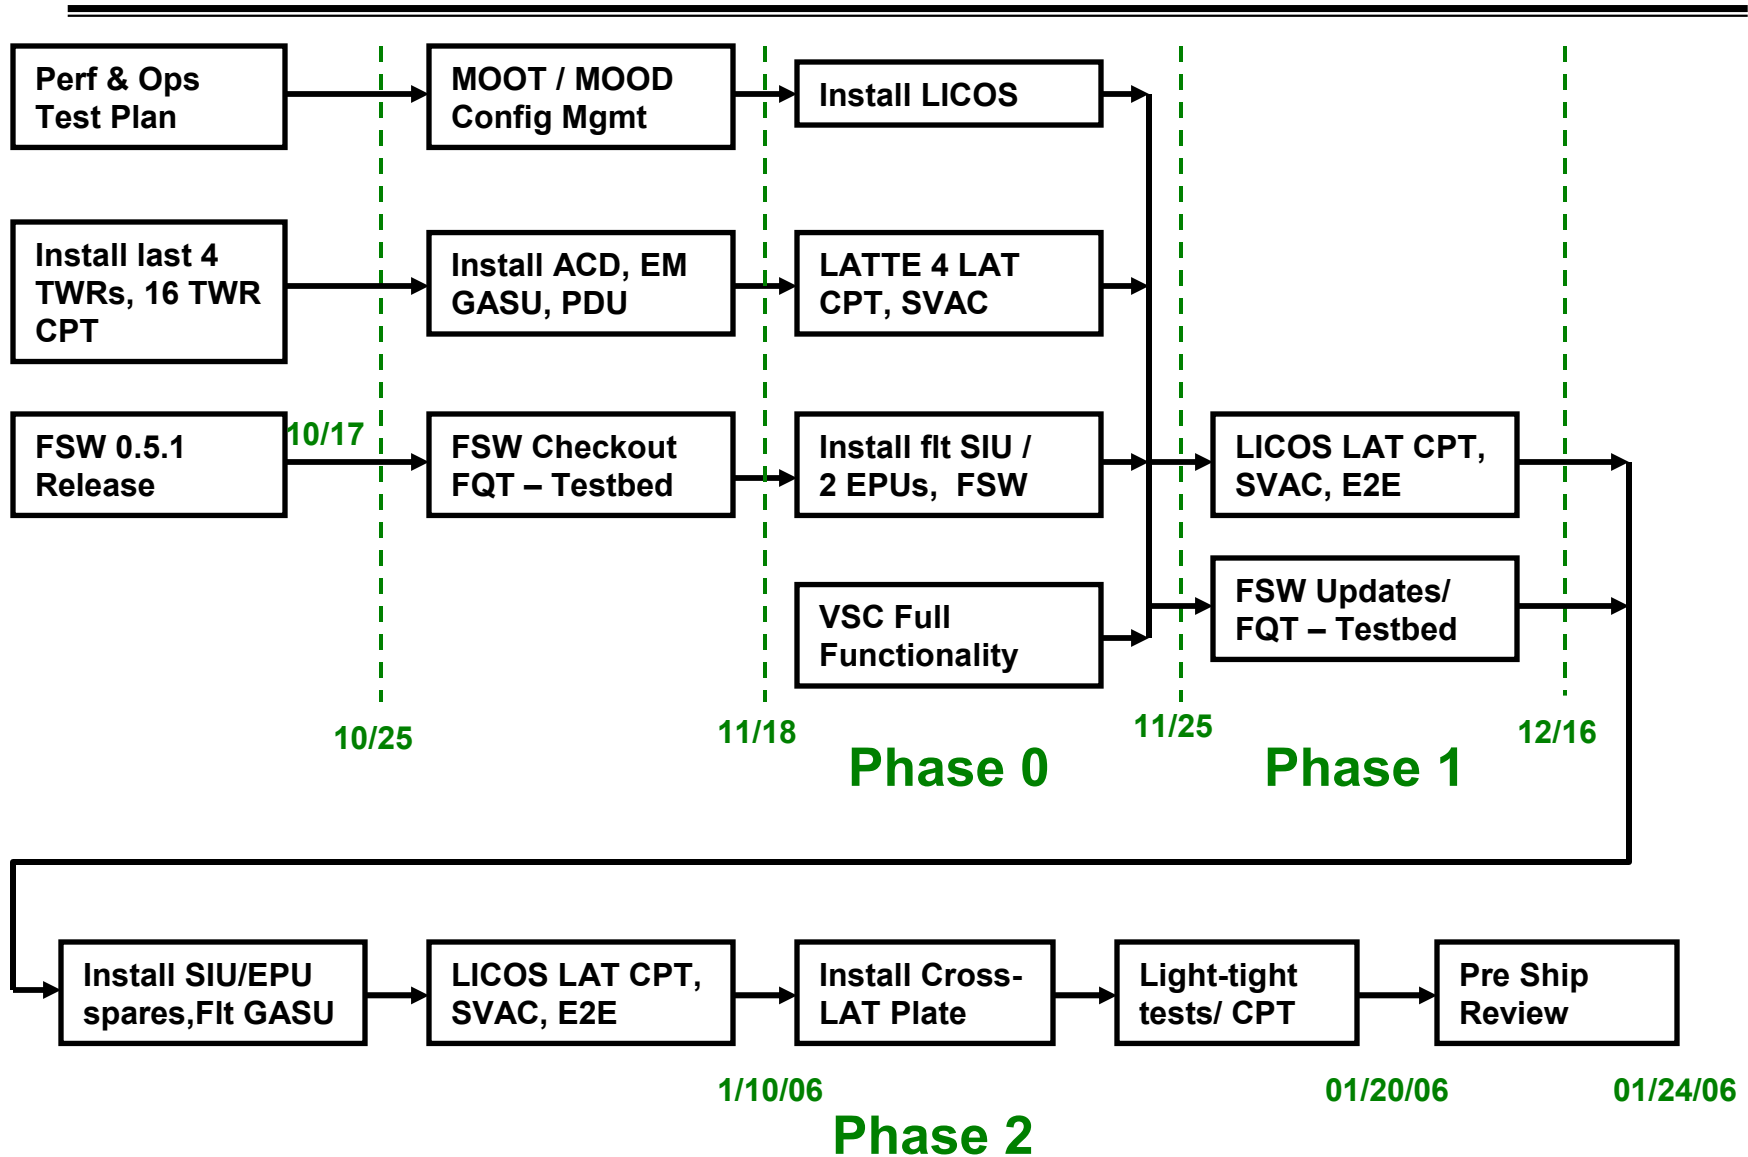 Perf & Ops
Test Plan
MOOT / MOOD
Config Mgmt
Install LICOS
Install last 4
TWRs, 16 TWR
CPT
Install ACD, EM
GASU, PDU
LATTE 4 LAT
CPT, SVAC
FSW 0.5.1
Release
10/17
FSW Checkout
FQT – Testbed
Install flt SIU /
2 EPUs, FSW
LICOS LAT CPT,
SVAC, E2E
VSC Full
Functionality
FSW Updates/
FQT – Testbed
10/25
11/18
11/25
12/16
Phase 0
Phase 1
Install SIU/EPU
spares,Flt GASU
LICOS LAT CPT,
SVAC, E2E
Install Cross-
LAT Plate
Light-tight
tests/ CPT
Pre Ship
Review
1/10/06
01/20/06
01/24/06
Phase 2